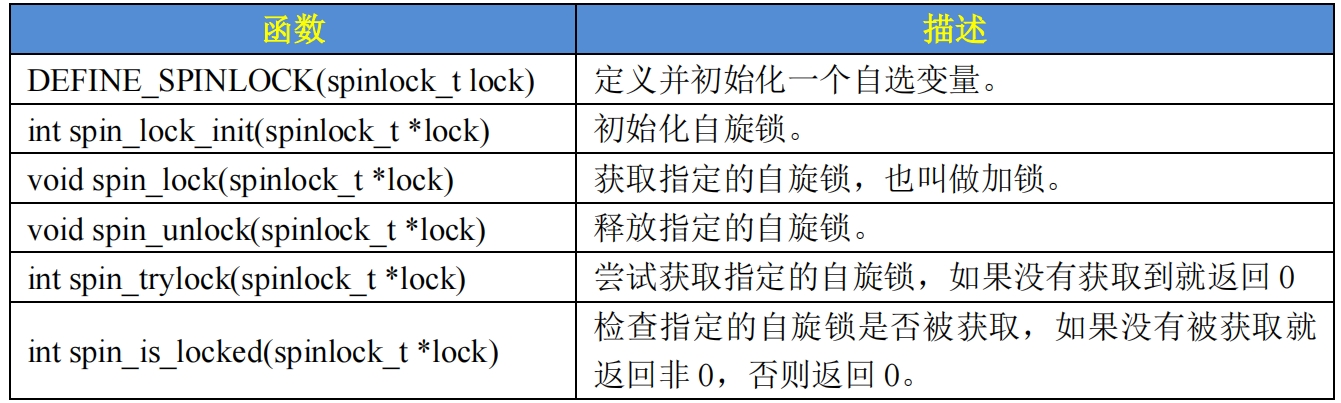 函数 描述
DEFINE_SPINLOCK(spinlock_t lock) 定义并初始化一个自选变量。
int spin_lock_init(spinlock_t *lock) 初始化自旋锁。
void spin_lock(spinlock_t *lock) 获取指定的自旋锁，也叫做加锁。
void spin_unlock(spinlock_t *lock) 释放指定的自旋锁。
int spin_trylock(spinlock_t *lock) 尝试获取指定的自旋锁，如果没有获取到就返回 0
int spin_is_locked(spinlock_t *lock) 检查指定的自旋锁是否被获取，如果没有被获取就
返回非 0，否则返回 0。